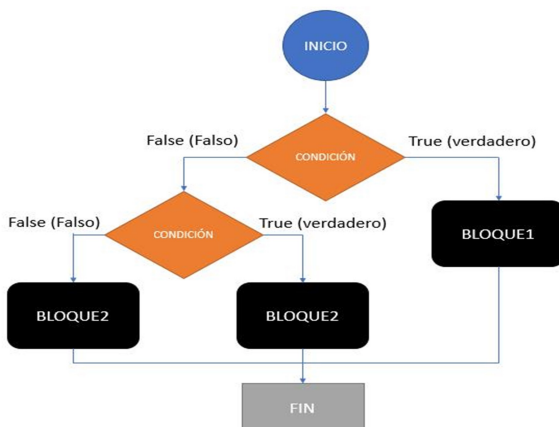 INICIO
False (Falso)
True (verdadero)
CONDICIÓN
False (Falso)
True (verdadero)
CONDICIÓN
BLOQUE1
BLOQUE2
BLOQUE2
FIN